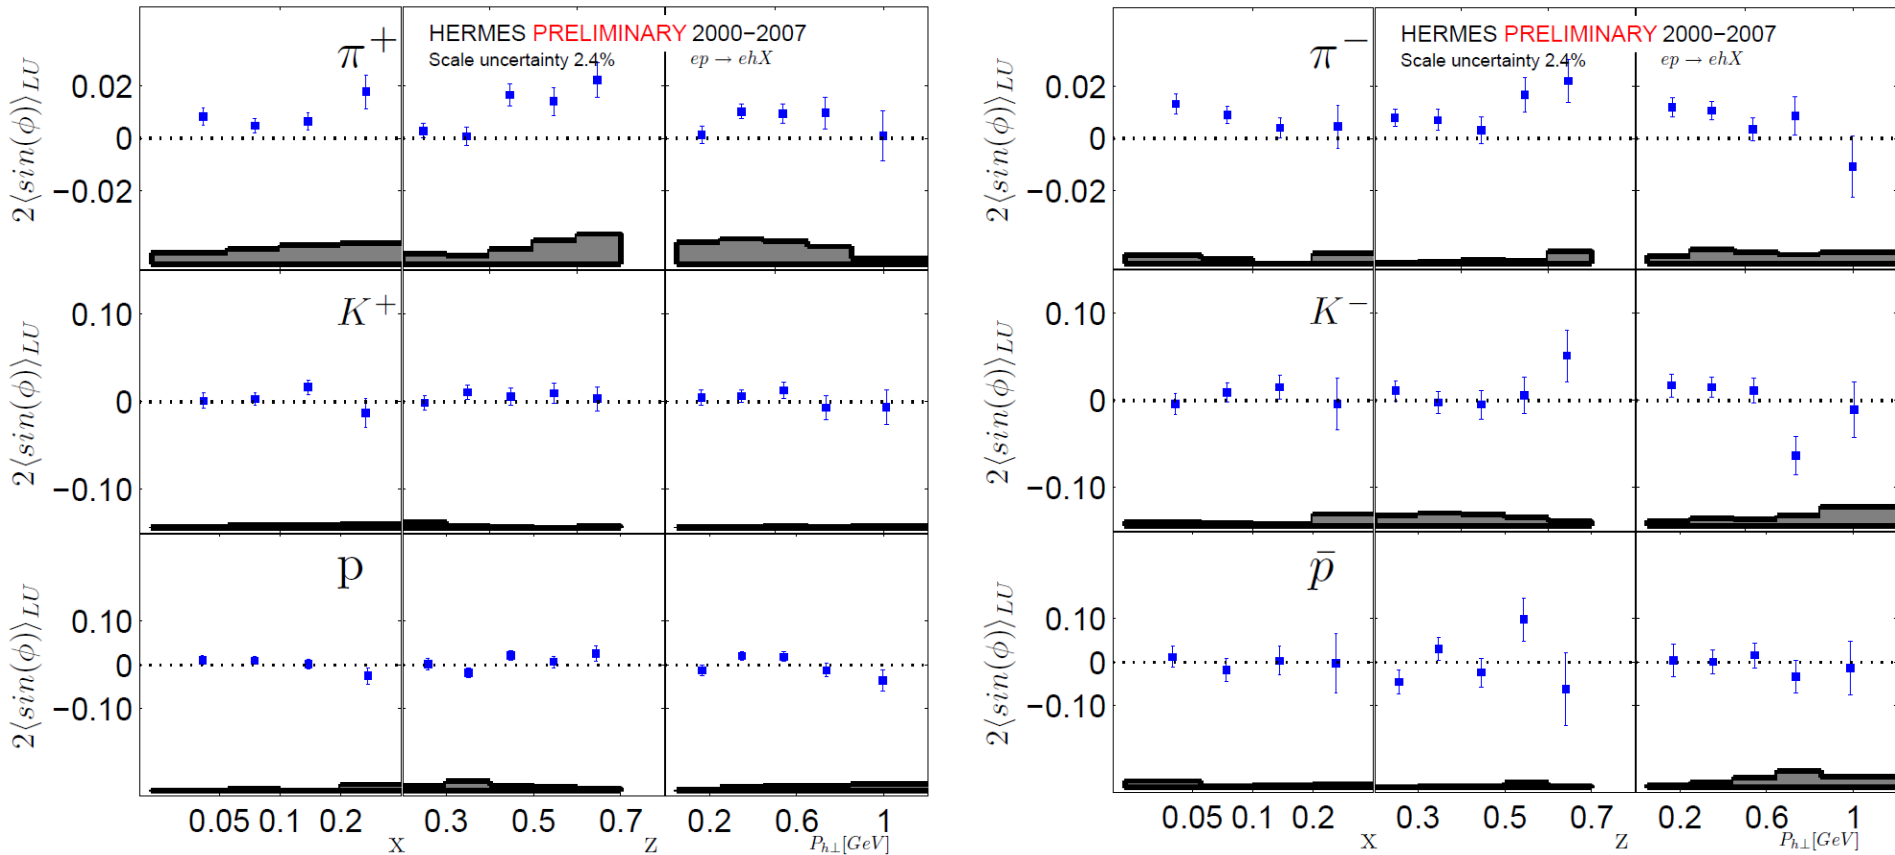 HERMES PRELIMINARY 2000−2007
Scale uncertainty 2.4%
ep → ehX
π⁺
2⟨sin(ϕ)⟩LU
0.02
0
−0.02
K⁺
2⟨sin(ϕ)⟩LU
0.10
0
−0.10
p
2⟨sin(ϕ)⟩LU
0.10
0
−0.10
0.05 0.1 0.2 0.3 0.5 0.7 0.2 0.6 1
x z P_h⊥[GeV]
HERMES PRELIMINARY 2000−2007
Scale uncertainty 2.4%
ep → ehX
π⁻
2⟨sin(ϕ)⟩LU
0.02
0
−0.02
K⁻
2⟨sin(ϕ)⟩LU
0.10
0
−0.10
p̄
2⟨sin(ϕ)⟩LU
0.10
0
−0.10
0.05 0.1 0.2 0.3 0.5 0.7 0.2 0.6 1
x z P_h⊥[GeV]